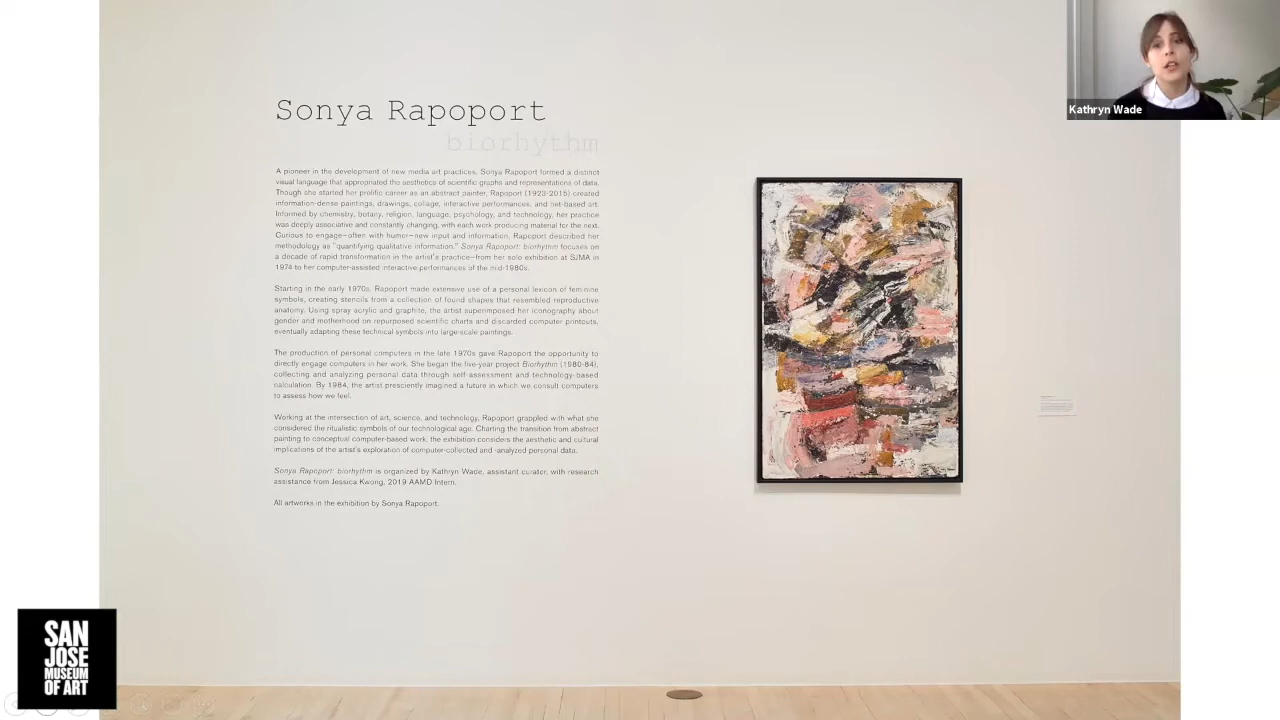 Sonya Rapoport
biorhythm
A pioneer in the development of new media art practices, Sonya Rapoport formed a distinct
visual language that appropriated the aesthetics of scientific graphs and representations of data.
Though she started her prolific career as an abstract painter, Rapoport (1923-2015) created
information-dense paintings, drawings, collage, interactive performances, and net-based art.
Informed by chemistry, botany, religion, language, psychology, and technology, her practice
was deeply associative and constantly changing, with each work producing material for the next.
Curious to engage—often with humor—new input and information, Rapoport described her
methodology as "quantifying qualitative information." Sonya Rapoport: biorhythm focuses on
a decade of rapid transformation in the artist's practice—from her solo exhibition at SJMA in
1974 to her computer-assisted interactive performances of the mid-1980s.
Starting in the early 1970s, Rapoport made extensive use of a personal lexicon of feminine
symbols, creating stencils from a collection of found shapes that resembled reproductive
anatomy. Using spray acrylic and graphite, the artist superimposed her iconography about
gender and motherhood on repurposed scientific charts and discarded computer printouts,
eventually adapting these technical symbols into large-scale paintings.
The production of personal computers in the late 1970s gave Rapoport the opportunity to
directly engage computers in her work. She began the five-year project Biorhythm (1980-84),
collecting and analyzing personal data through self-assessment and technology-based
calculation. By 1984, the artist presciently imagined a future in which we consult computers
to assess how we feel.
Working at the intersection of art, science, and technology, Rapoport grappled with what she
considered the ritualistic symbols of our technological age. Charting the transition from abstract
painting to conceptual computer-based work, the exhibition considers the aesthetic and cultural
implications of the artist's exploration of computer-collected and -analyzed personal data.
Sonya Rapoport: biorhythm is organized by Kathryn Wade, assistant curator, with research
assistance from Jessica Kwong, 2019 AAMD Intern.
All artworks in the exhibition by Sonya Rapoport.
Kathryn Wade
SAN
JOSE
MUSEUM
OF ART